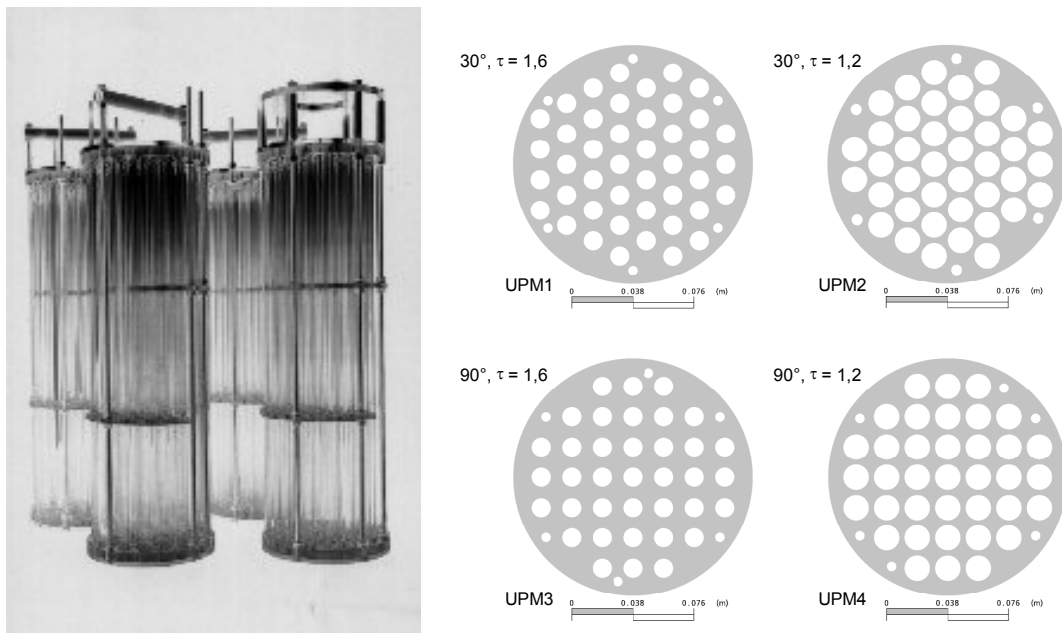 30°, τ = 1,6
30°, τ = 1,2
UPM1
0 0.038 0.076 (m)
UPM2
0 0.038 0.076 (m)
90°, τ = 1,6
90°, τ = 1,2
UPM3
0 0.038 0.076 (m)
UPM4
0 0.038 0.076 (m)